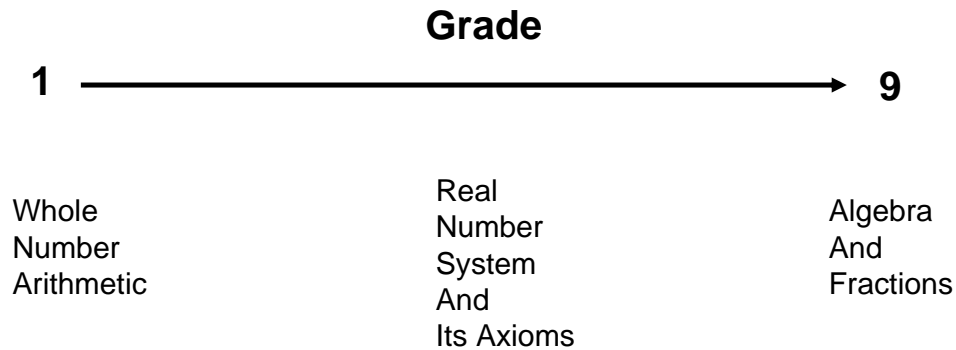 Grade
1
9
Whole
Number
Arithmetic
Real
Number
System
And
Its Axioms
Algebra
And
Fractions